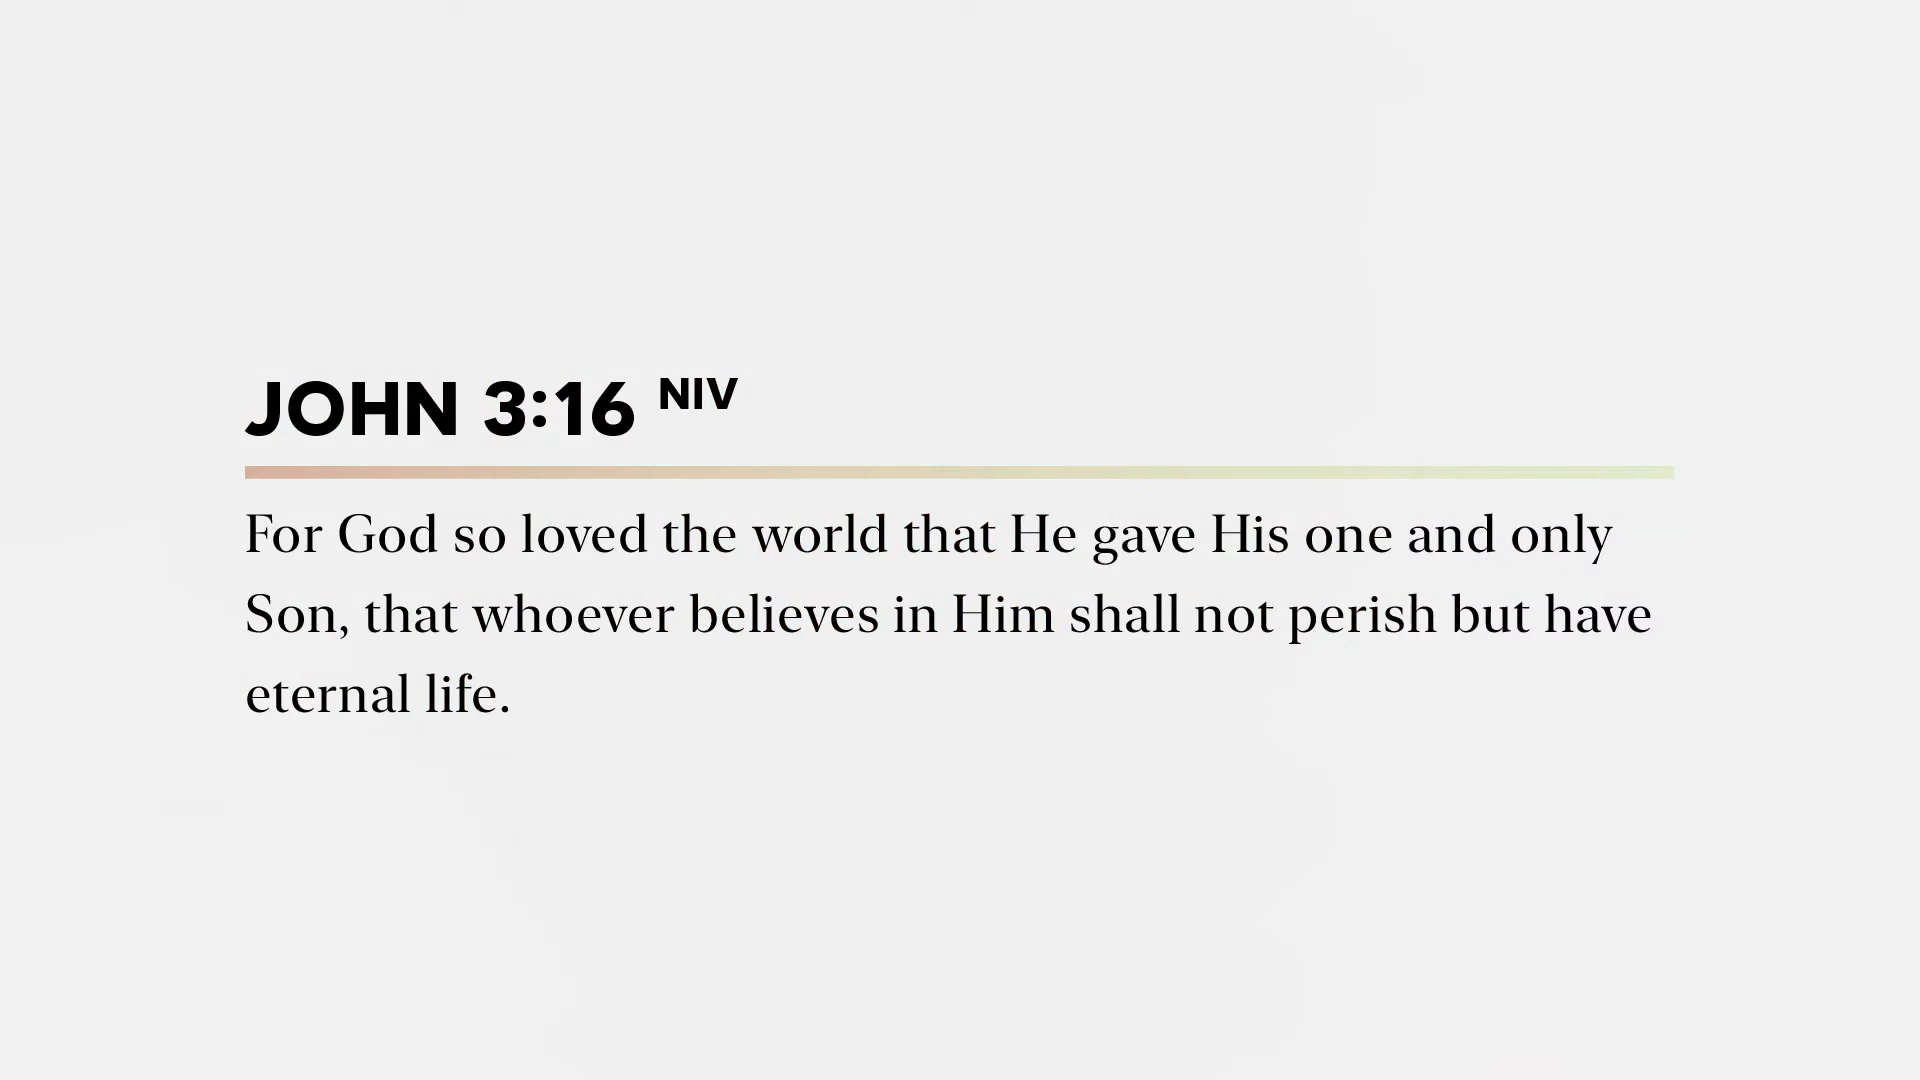 JOHN 3:16 NIV
For God so loved the world that He gave His one and only
Son, that whoever believes in Him shall not perish but have
eternal life.